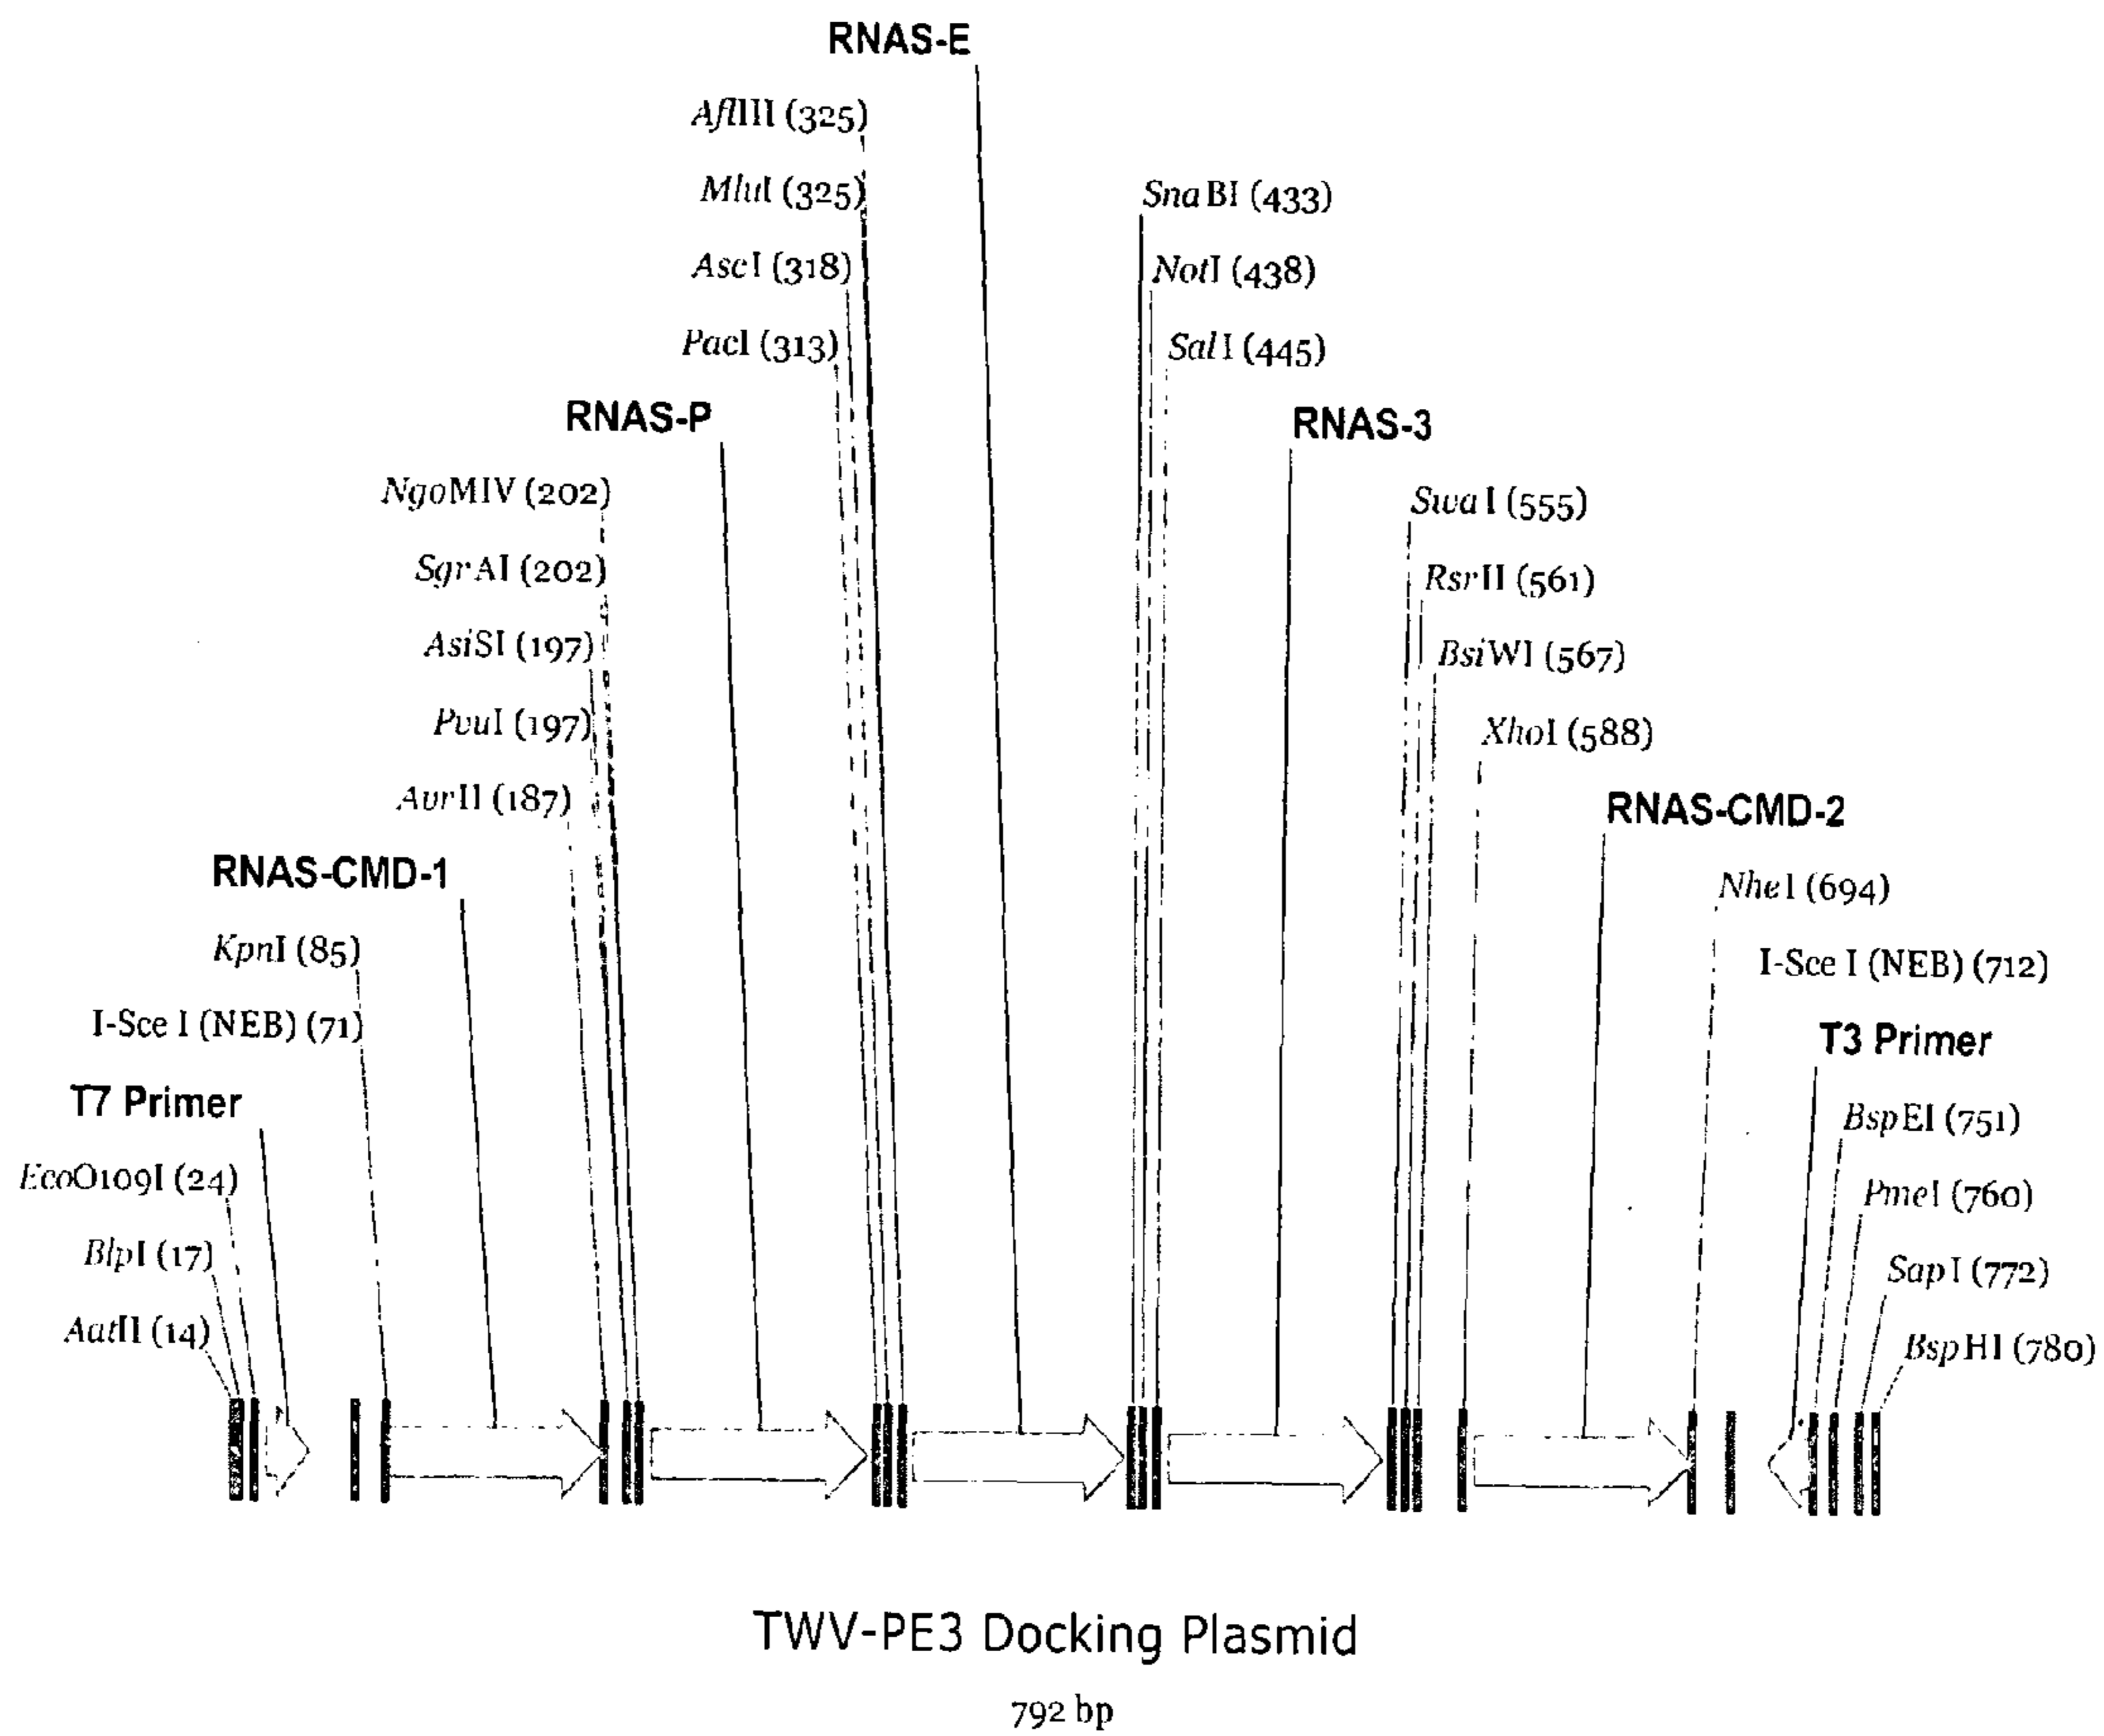 RNAS-E
AflIII (325)
MluI (325)
SnaBI (433)
AscI (318)
NotI (438)
PacI (313)
SalI (445)
RNAS-P
RNAS-3
NgoMIV (202)
SwaI (555)
SgrAI (202)
RsrII (561)
AsiSI (197)
BsiWI (567)
PvuI (197)
XhoI (588)
AvrII (187)
RNAS-CMD-2
RNAS-CMD-1
NheI (694)
KpnI (85)
I-Sce I (NEB) (712)
I-Sce I (NEB) (71)
T3 Primer
T7 Primer
BspEI (751)
EcoO109I (24)
PmeI (760)
BlpI (17)
SapI (772)
AatII (14)
BspHI (780)
TWV-PE3 Docking Plasmid
792 bp